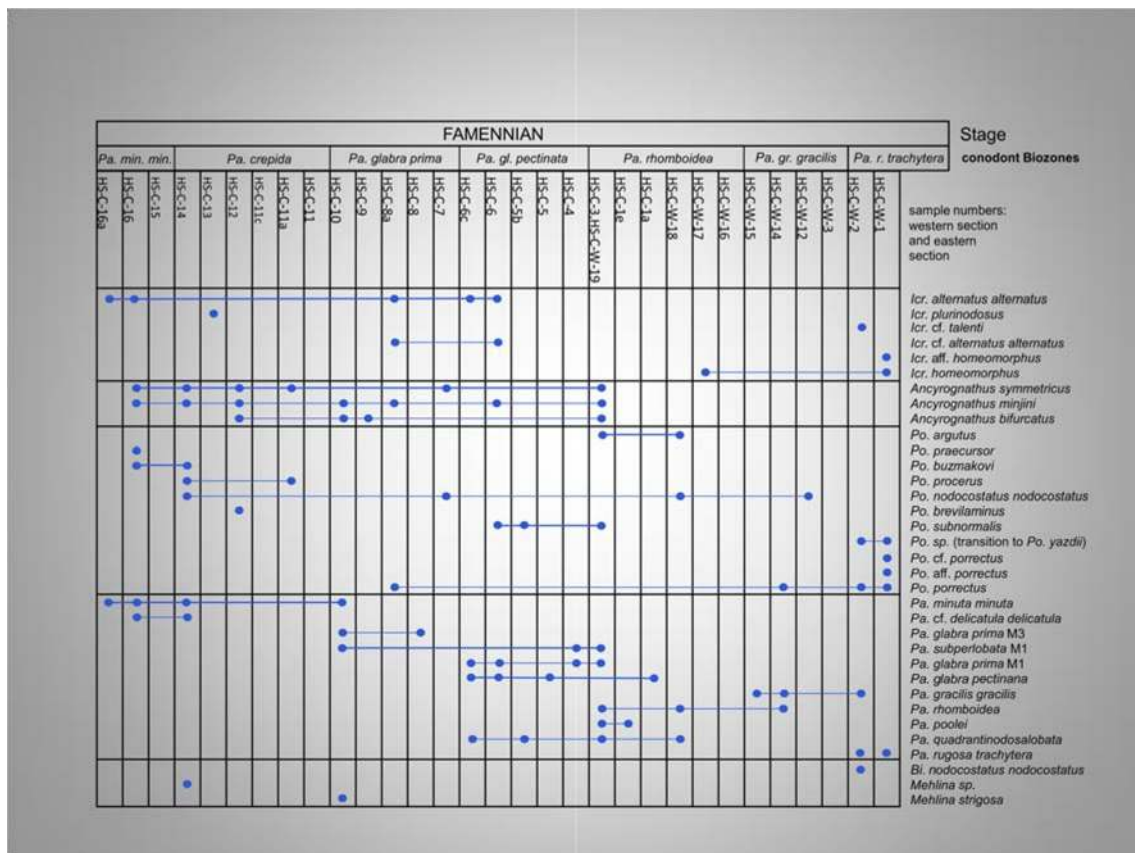 FAMENNIAN
Stage
Pa. min. min.
Pa. crepida
Pa. glabra prima
Pa. gl. pectinata
Pa. rhomboidea
Pa. gr. gracilis
Pa. r. trachytera
conodont Biozones
HS-C-16a
HS-C-16
HS-C-15
HS-C-14
HS-C-13
HS-C-12
HS-C-11c
HS-C-11a
HS-C-11
HS-C-10
HS-C-9
HS-C-8a
HS-C-8
HS-C-7
HS-C-6c
HS-C-6
HS-C-5b
HS-C-5
HS-C-4
HS-C-3,HS-C-W-19
HS-C-1e
HS-C-1a
HS-C-W-18
HS-C-W-17
HS-C-W-16
HS-C-W-15
HS-C-W-14
HS-C-W-12
HS-C-W-3
HS-C-W-2
HS-C-W-1
sample numbers:
western section
and eastern
section
Icr. alternatus alternatus
Icr. plurinodosus
Icr. cf. talenti
Icr. cf. alternatus alternatus
Icr. aff. homeomorphus
Icr. homeomorphus
Ancyrognathus symmetricus
Ancyrognathus minjini
Ancyrognathus bifurcatus
Po. argutus
Po. praecursor
Po. buzmakovi
Po. procerus
Po. nodocostatus nodocostatus
Po. brevilaminus
Po. subnormalis
Po. sp. (transition to Po. yazdii)
Po. cf. porrectus
Po. aff. porrectus
Po. porrectus
Pa. minuta minuta
Pa. cf. delicatula delicatula
Pa. glabra prima M3
Pa. subperlobata M1
Pa. glabra prima M1
Pa. glabra pectinana
Pa. gracilis gracilis
Pa. rhomboidea
Pa. poolei
Pa. quadrantinodosalobata
Pa. rugosa trachytera
Bi. nodocostatus nodocostatus
Mehlina sp.
Mehlina strigosa